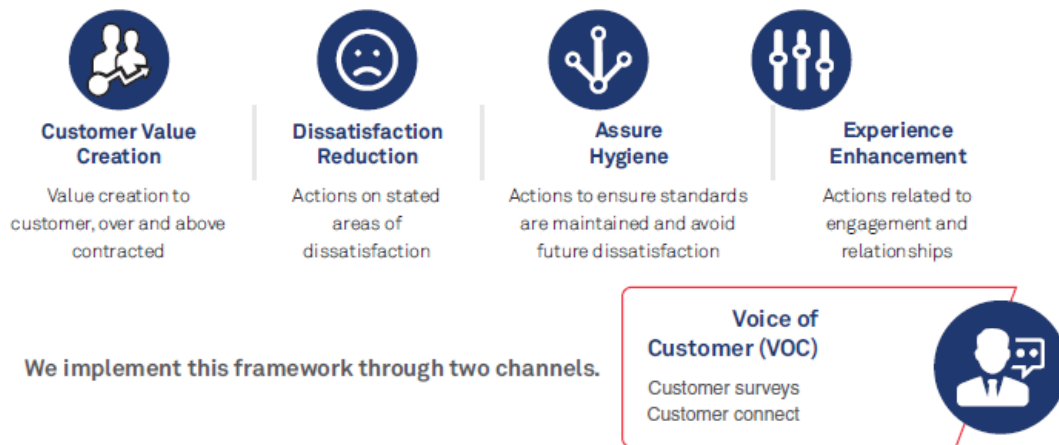 Customer Value
Creation
Value creation to
customer, over and above
contracted
Dissatisfaction
Reduction
Actions on stated
areas of
dissatisfaction
Assure
Hygiene
Actions to ensure standards
are maintained and avoid
future dissatisfaction
Experience
Enhancement
Actions related to
engagement and
relationships
We implement this framework through two channels.
Voice of
Customer (VOC)
Customer surveys
Customer connect